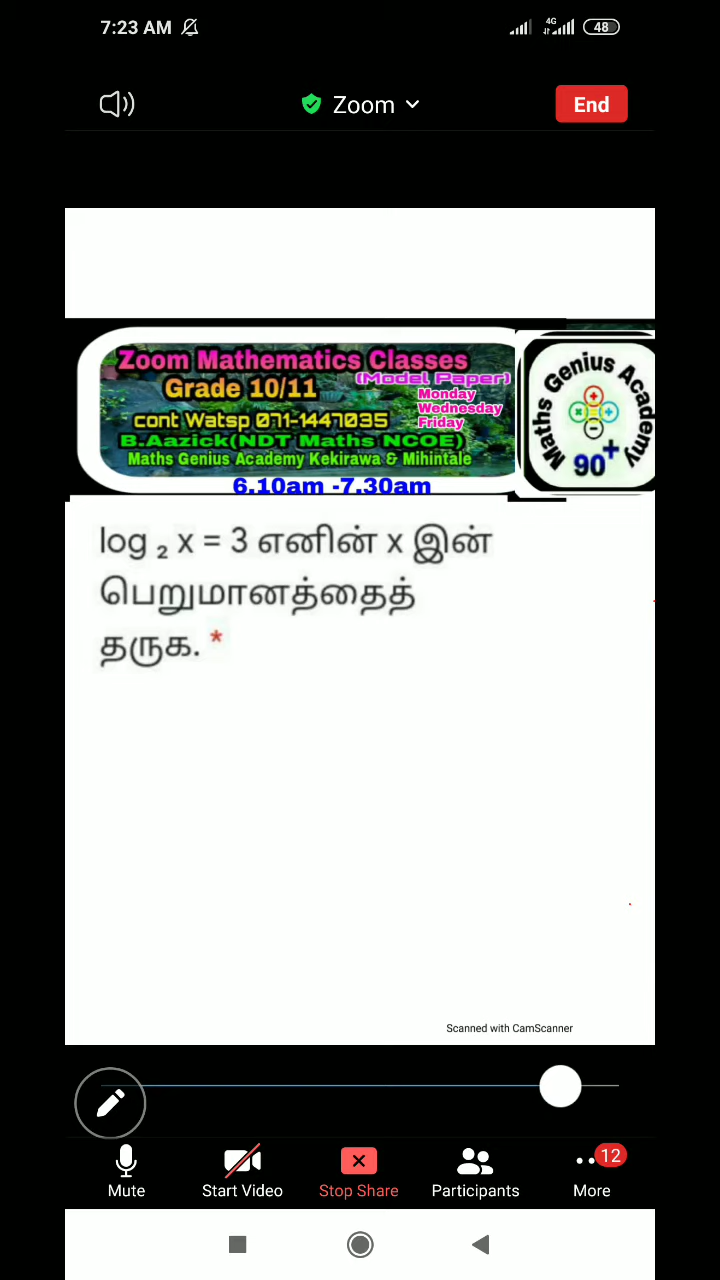 7:23 AM 4G 48
Zoom End
Zoom Mathematics Classes
(Model Paper)
Grade 10/11
Monday
Wednesday
Friday
cont Watsp 071-1447035
B.Aazick(NDT Maths NCOE)
Maths Genius Academy Kekirawa & Mihintale
6.10am -7.30am
Maths Genius Academy
90+
log ₂ x = 3 எனின் x இன்
பெறுமானத்தைத்
தருக. *
Scanned with CamScanner
12
Mute Start Video Stop Share Participants More